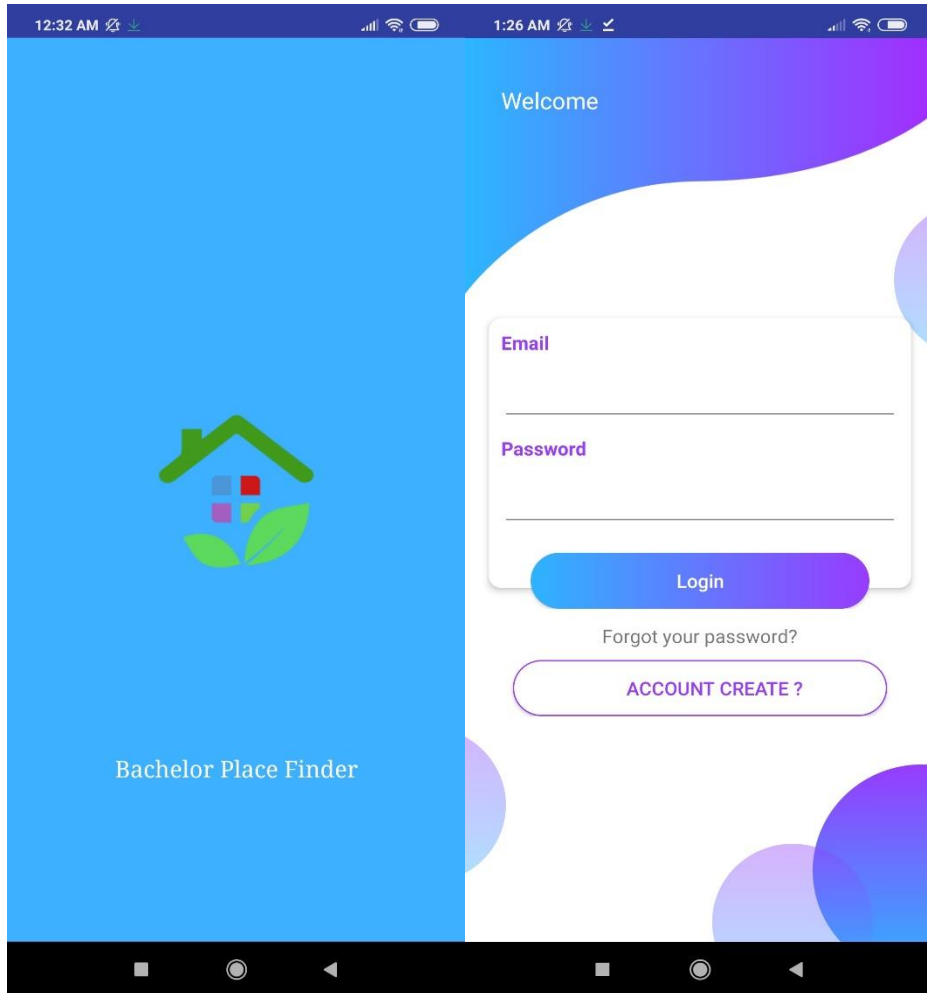 12:32 AM
Bachelor Place Finder
1:26 AM
Welcome
Email
Password
Login
Forgot your password?
ACCOUNT CREATE ?